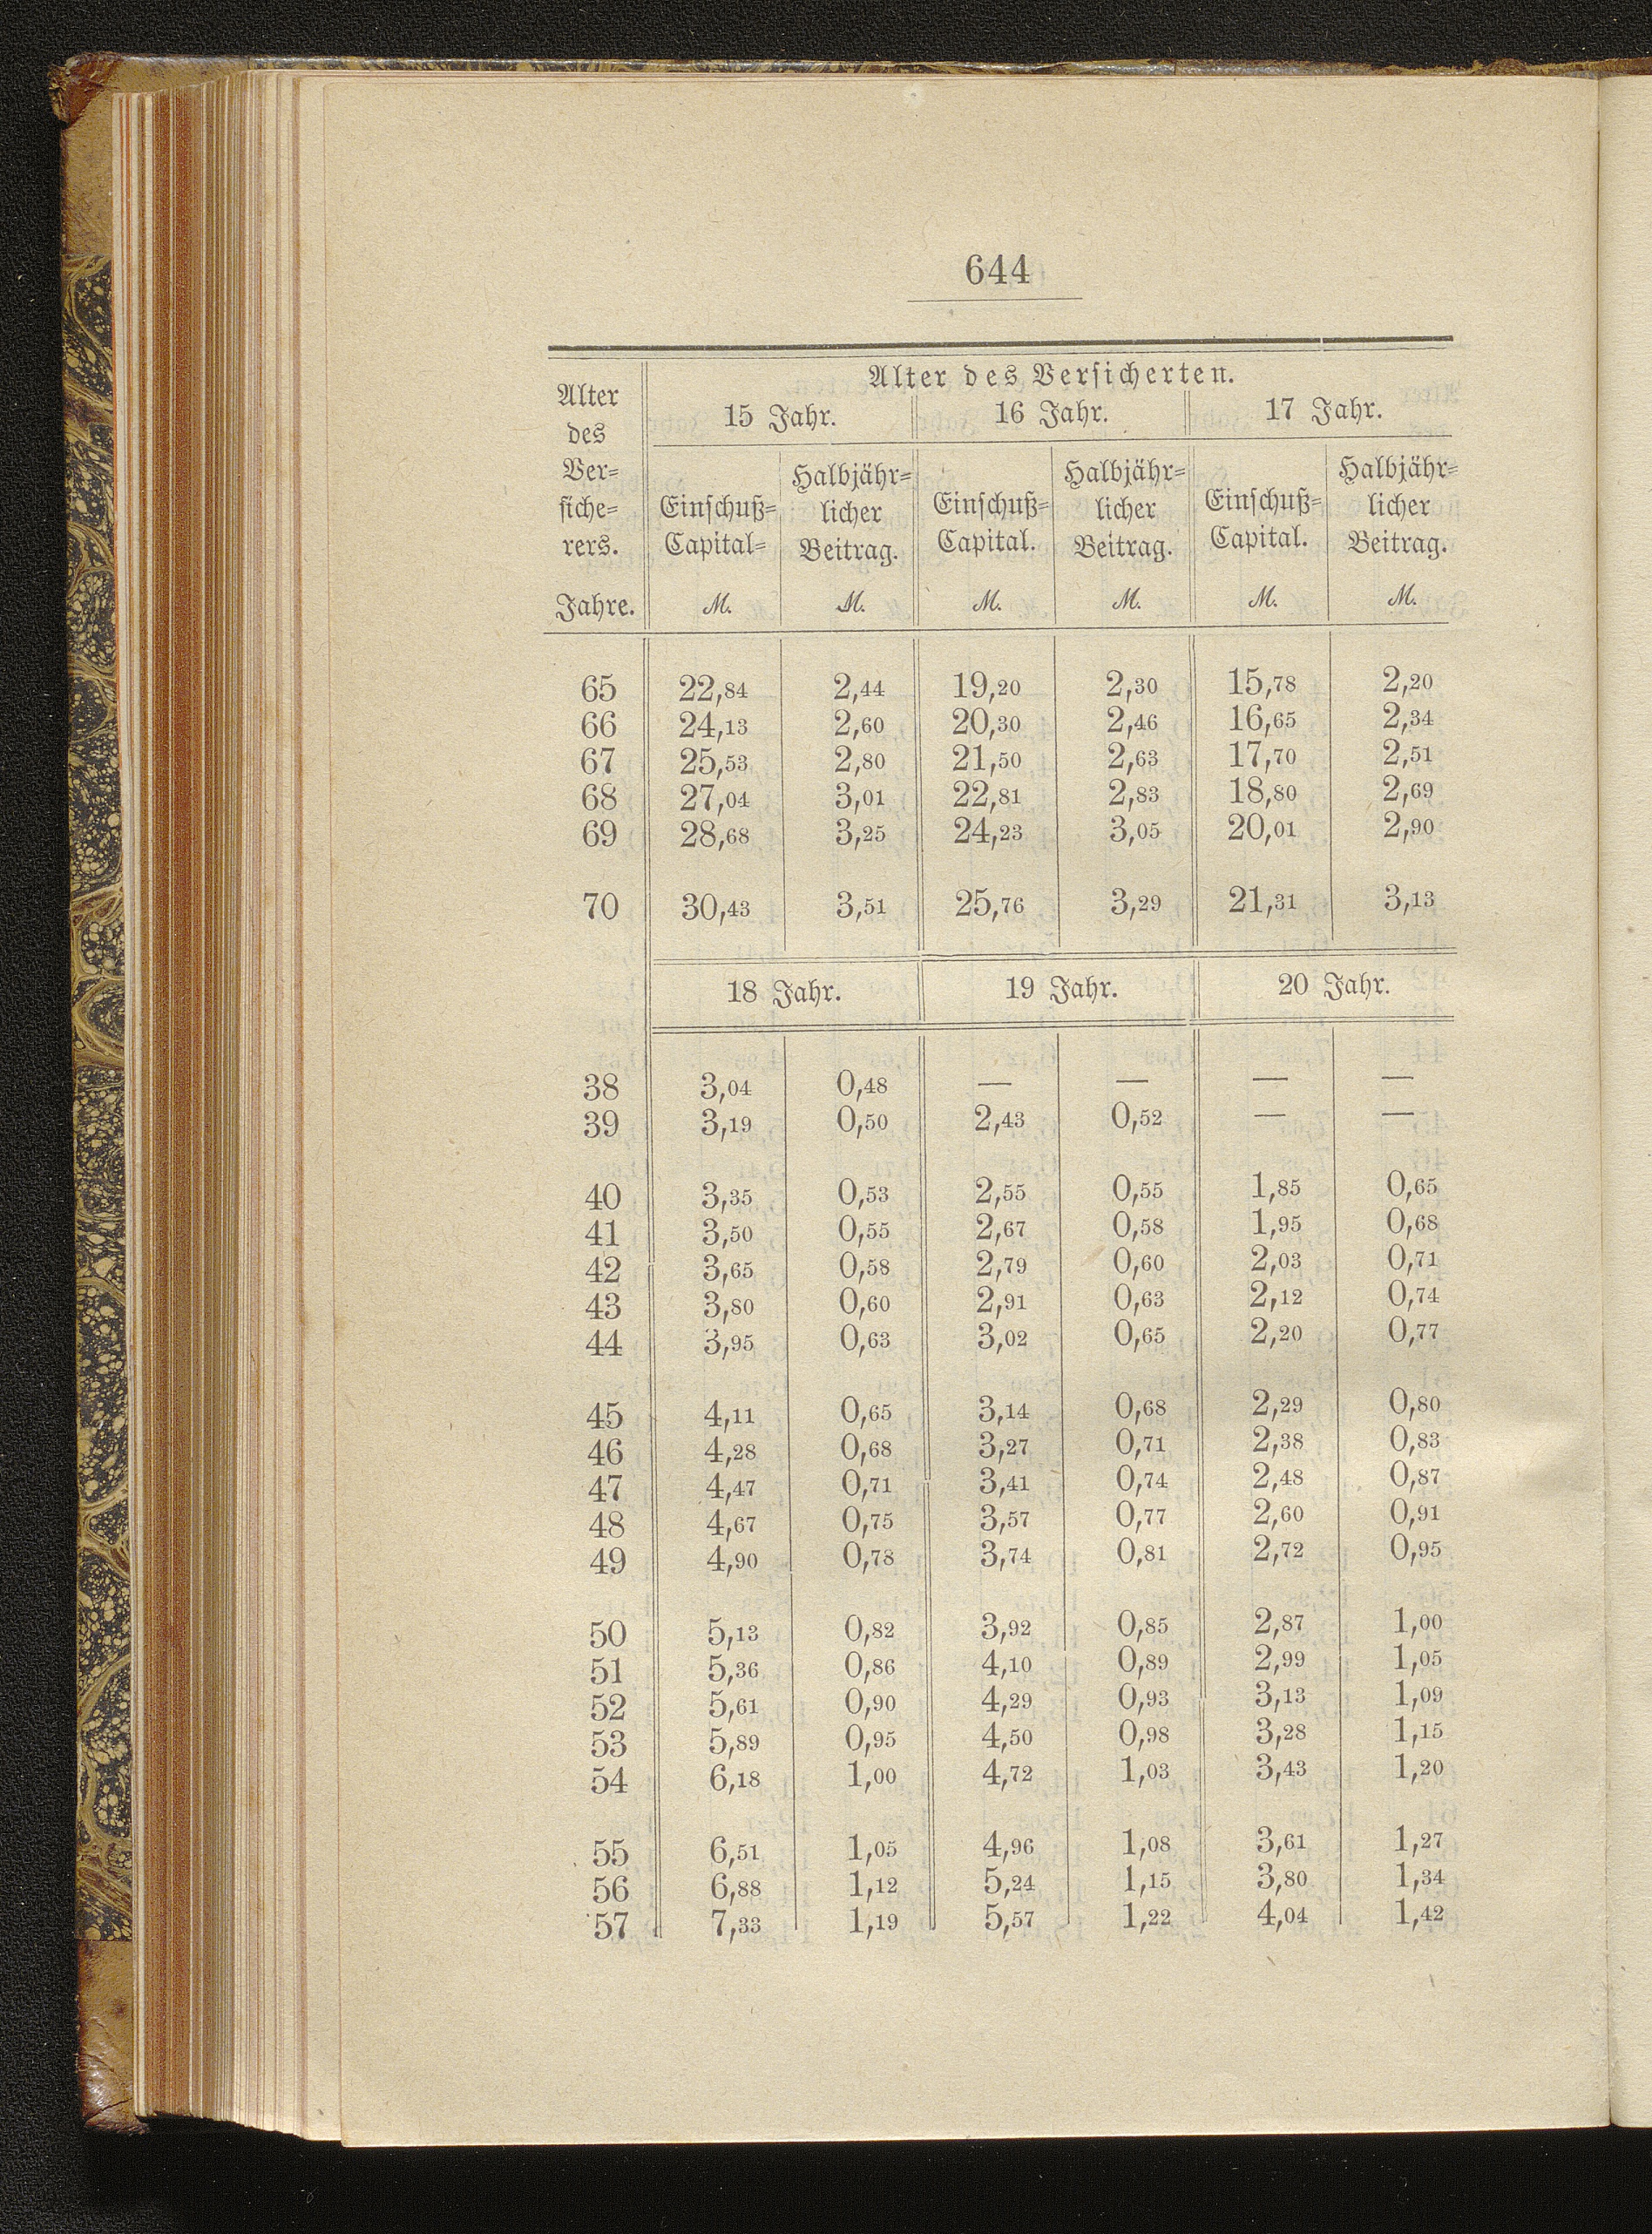 644
Alter des Versicherten.
Alter des Ver= siche= rers. 15 Jahr. 16 Jahr. 17 Jahr.
Einschuß= Capital= Halbjähr= licher Beitrag. Einschuß= Capital. Halbjähr= licher Beitrag. Einschuß= Capital. Halbjähr= licher Beitrag.
Jahre. M. M. M. M. M. M.
65 22,84 2,44 19,20 2,30 15,78 2,20
66 24,13 2,60 20,30 2,46 16,65 2,34
67 25,53 2,80 21,50 2,63 17,70 2,51
68 27,04 3,01 22,81 2,83 18,80 2,69
69 28,68 3,25 24,23 3,05 20,01 2,90
70 30,43 3,51 25,76 3,29 21,31 3,13
18 Jahr. 19 Jahr. 20 Jahr.
38 3,04 0,48 — — — —
39 3,19 0,50 2,43 0,52 — —
40 3,35 0,53 2,55 0,55 1,85 0,65
41 3,50 0,55 2,67 0,58 1,95 0,68
42 3,65 0,58 2,79 0,60 2,03 0,71
43 3,80 0,60 2,91 0,63 2,12 0,74
44 3,95 0,63 3,02 0,65 2,20 0,77
45 4,11 0,65 3,14 0,68 2,29 0,80
46 4,28 0,68 3,27 0,71 2,38 0,83
47 4,47 0,71 3,41 0,74 2,48 0,87
48 4,67 0,75 3,57 0,77 2,60 0,91
49 4,90 0,78 3,74 0,81 2,72 0,95
50 5,13 0,82 3,92 0,85 2,87 1,00
51 5,36 0,86 4,10 0,89 2,99 1,05
52 5,61 0,90 4,29 0,93 3,13 1,09
53 5,89 0,95 4,50 0,98 3,28 1,15
54 6,18 1,00 4,72 1,03 3,43 1,20
55 6,51 1,05 4,96 1,08 3,61 1,27
56 6,88 1,12 5,24 1,15 3,80 1,34
57 7,33 1,19 5,57 1,22 4,04 1,42